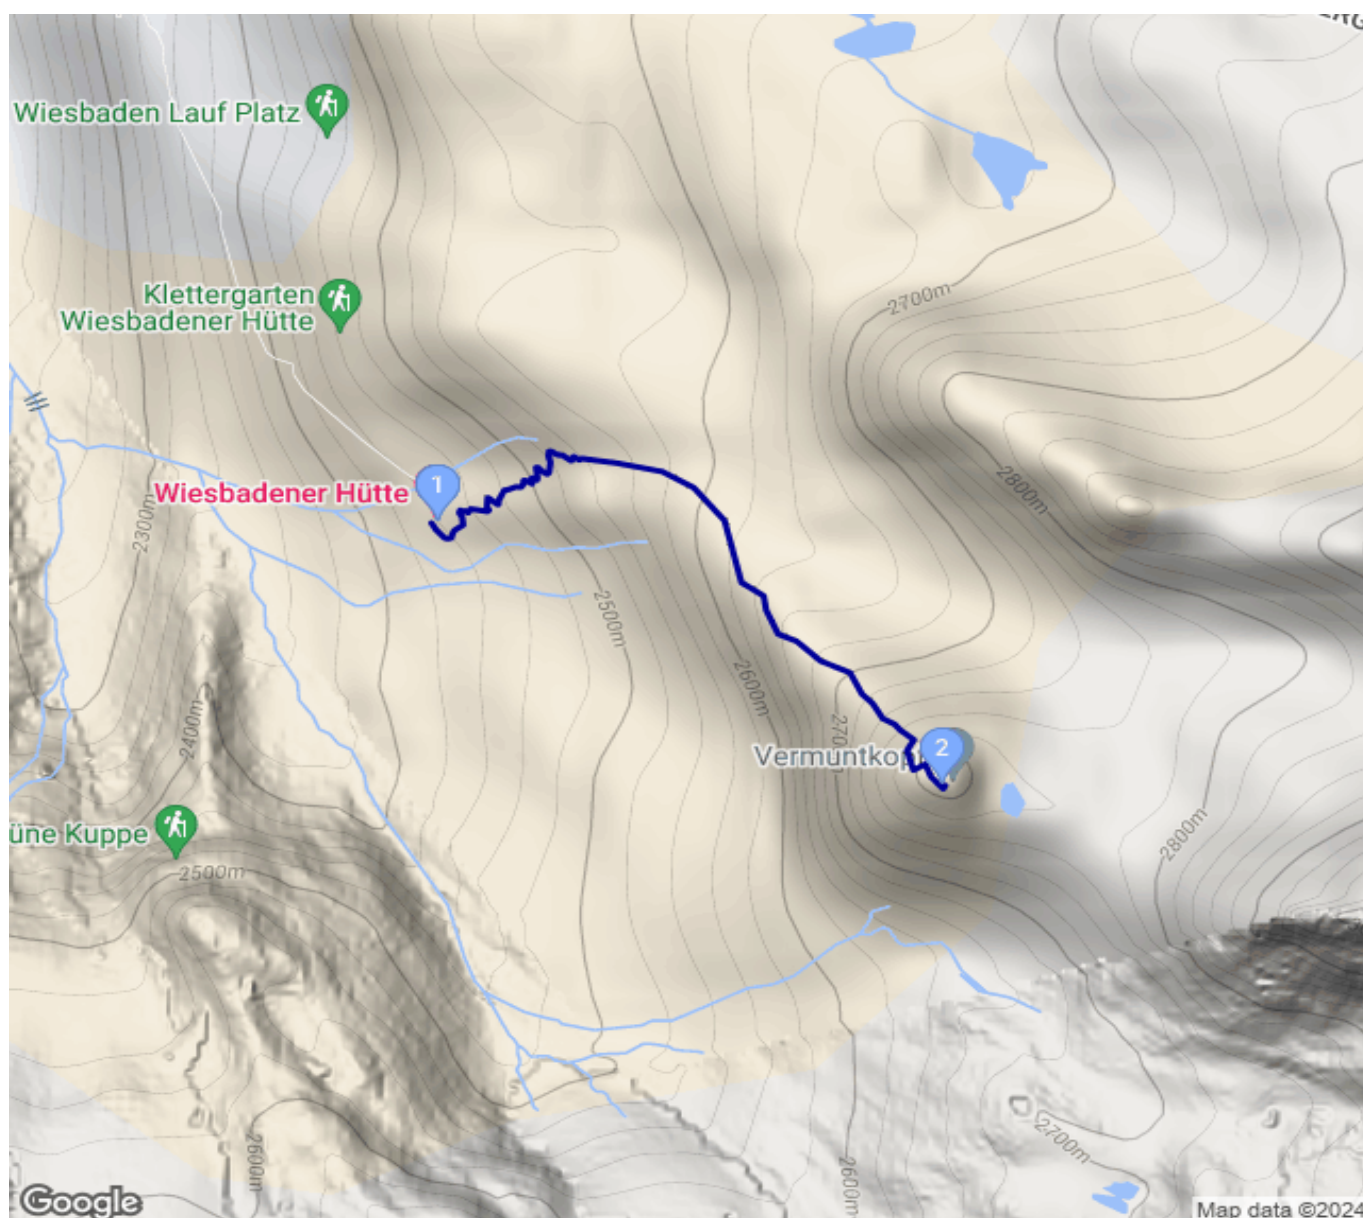 Wiesbaden Lauf Platz
2700m
Klettergarten
Wiesbadener Hütte
2800m
1
Wiesbadener Hütte
2300m
2500m
2600m
2400m
2
Vermuntkop
2800m
üne Kuppe
2500m
2700m
2600m
2600m
Google
Map data ©2024